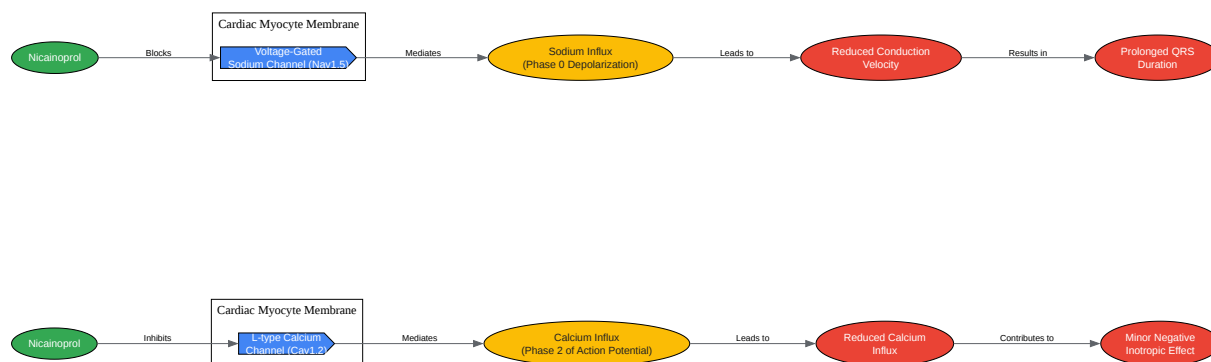 Cardiac Myocyte Membrane
Nicainoprol
Blocks
Voltage-Gated
Sodium Channel (Nav1.5)
Mediates
Sodium Influx
(Phase 0 Depolarization)
Leads to
Reduced Conduction
Velocity
Results in
Prolonged QRS
Duration
Cardiac Myocyte Membrane
Nicainoprol
Inhibits
L-type Calcium
Channel (Cav1.2)
Mediates
Calcium Influx
(Phase 2 of Action Potential)
Leads to
Reduced Calcium
Influx
Contributes to
Minor Negative
Inotropic Effect